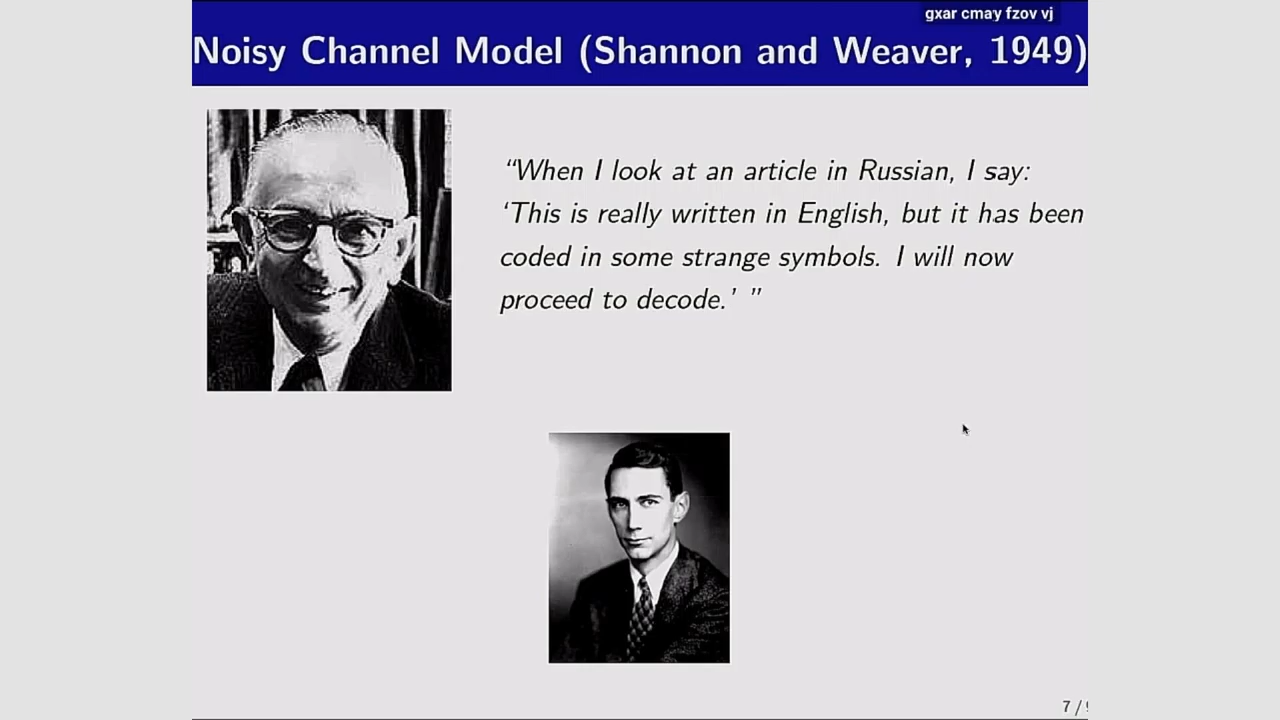 gxar cmay fzov vj
Noisy Channel Model (Shannon and Weaver, 1949)
“When I look at an article in Russian, I say:
‘This is really written in English, but it has been
coded in some strange symbols. I will now
proceed to decode.’ ”
7 /